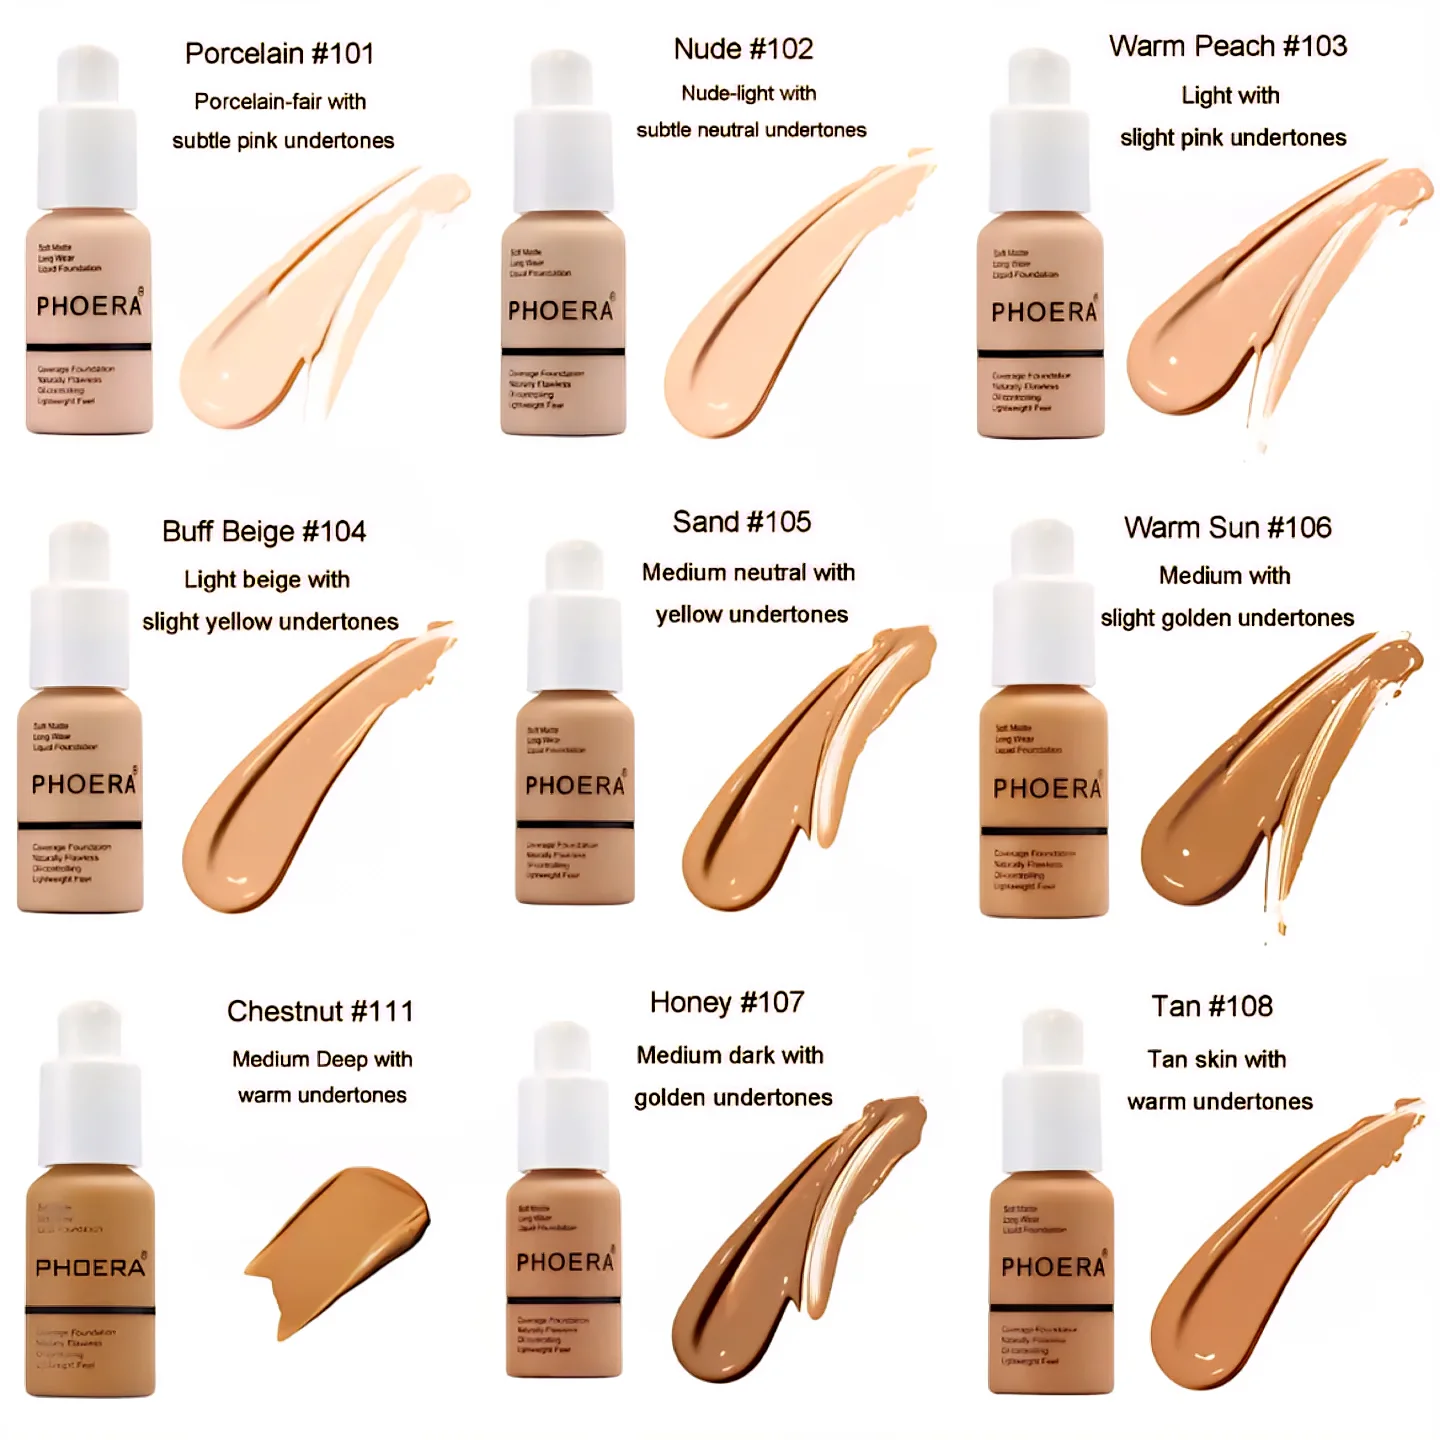 Porcelain #101
Porcelain-fair with
subtle pink undertones
Soft Matte
Long Wear
Liquid Foundation
PHOERA®
Coverage Foundation
Naturally Flawless
Oil-controlling
Lightweight Feel
Nude #102
Nude-light with
subtle neutral undertones
Soft Matte
Long Wear
Liquid Foundation
PHOERA®
Coverage Foundation
Naturally Flawless
Oil-controlling
Lightweight Feel
Warm Peach #103
Light with
slight pink undertones
Soft Matte
Long Wear
Liquid Foundation
PHOERA®
Coverage Foundation
Naturally Flawless
Oil-controlling
Lightweight Feel
Buff Beige #104
Light beige with
slight yellow undertones
Soft Matte
Long Wear
Liquid Foundation
PHOERA®
Coverage Foundation
Naturally Flawless
Oil-controlling
Lightweight Feel
Sand #105
Medium neutral with
yellow undertones
Soft Matte
Long Wear
Liquid Foundation
PHOERA®
Coverage Foundation
Naturally Flawless
Oil-controlling
Lightweight Feel
Warm Sun #106
Medium with
slight golden undertones
Soft Matte
Long Wear
Liquid Foundation
PHOERA®
Coverage Foundation
Naturally Flawless
Oil-controlling
Lightweight Feel
Chestnut #111
Medium Deep with
warm undertones
Foundation
PHOERA®
Coverage Foundation
Naturally Flawless
Oil-controlling
Lightweight Feel
Honey #107
Medium dark with
golden undertones
Soft Matte
Long Wear
Liquid Foundation
PHOERA®
Coverage Foundation
Naturally Flawless
Oil-controlling
Lightweight Feel
Tan #108
Tan skin with
warm undertones
Soft Matte
Long Wear
Liquid Foundation
PHOERA®
Coverage Foundation
Naturally Flawless
Oil-controlling
Lightweight Feel